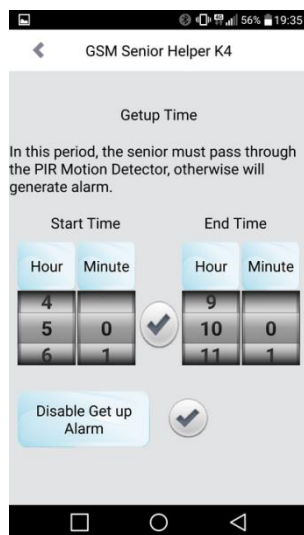 56% 19:35
GSM Senior Helper K4
Getup Time
In this period, the senior must pass through
the PIR Motion Detector, otherwise will
generate alarm.
Start Time End Time
Hour Minute Hour Minute
4 9
5 0 10 0
6 1 11 1
Disable Get up
Alarm